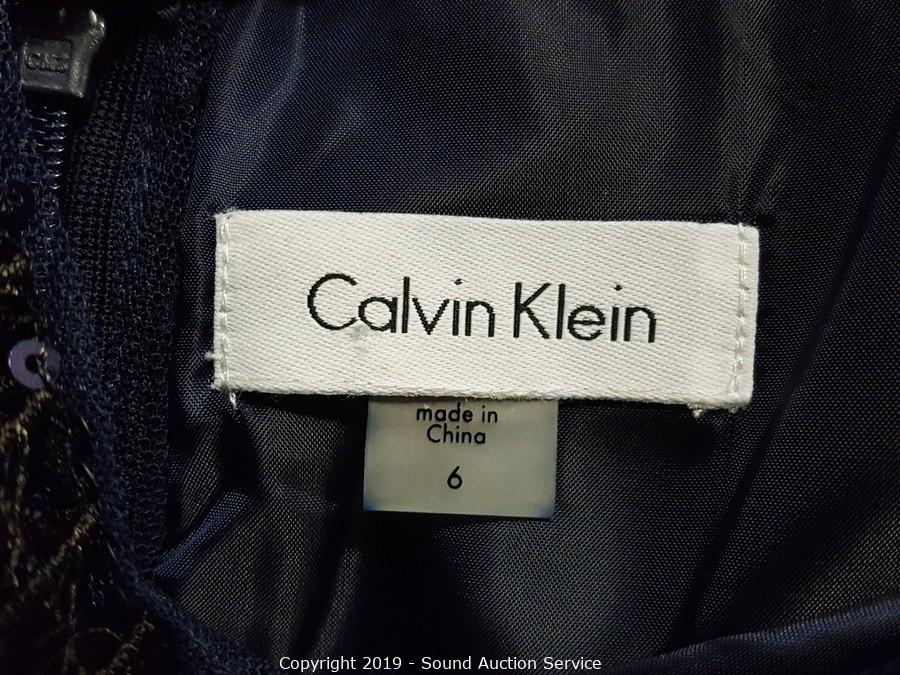 Calvin Klein
made in
China
6
Copyright 2019 - Sound Auction Service